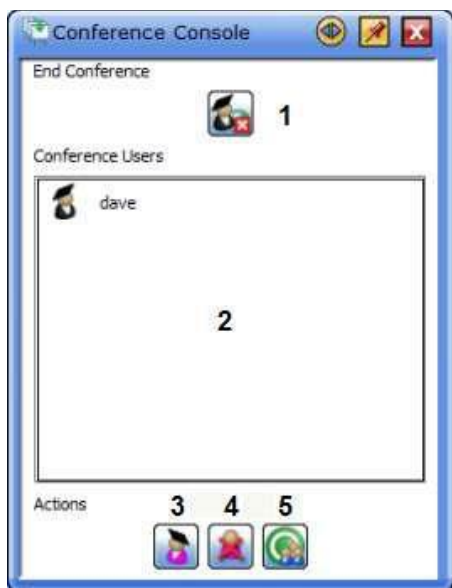 Conference Console
End Conference
1
Conference Users
dave
2
Actions 3 4 5